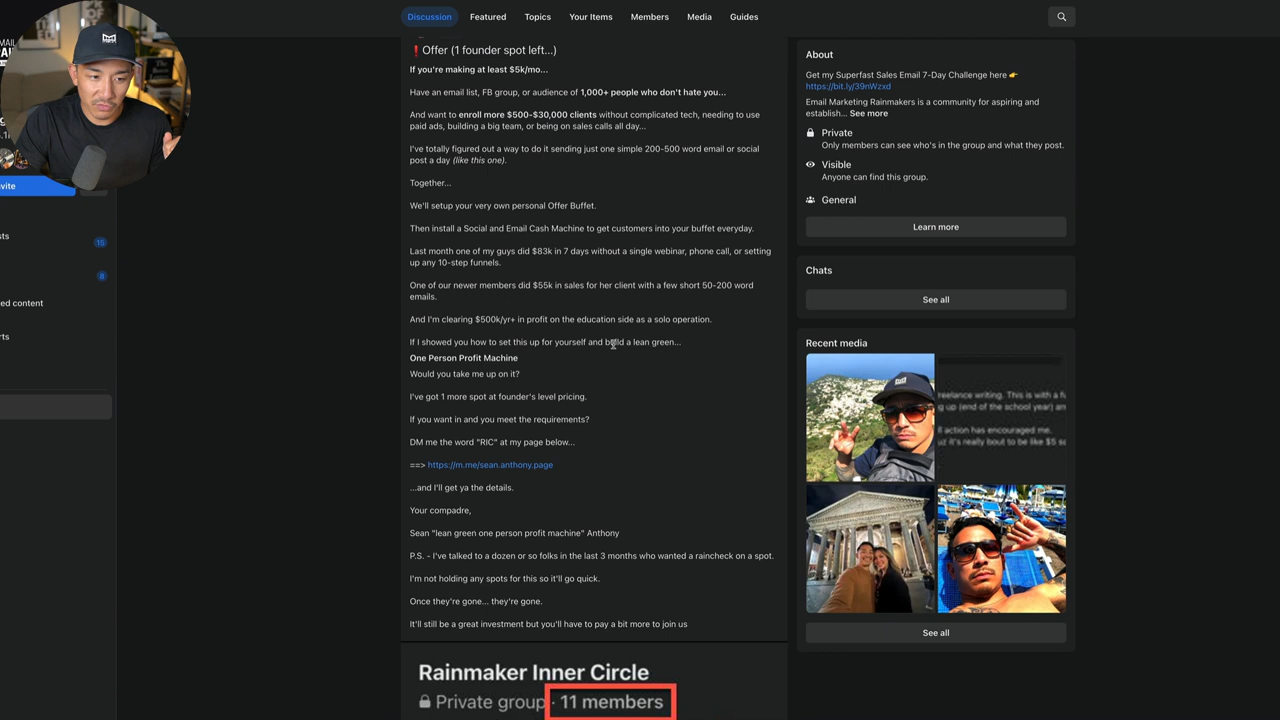 Discussion
Featured
Topics
Your Items
Members
Media
Guides
❗Offer (1 founder spot left...)
If you're making at least $5k/mo...
Have an email list, FB group, or audience of 1,000+ people who don't hate you...
And want to enroll more $500-$30,000 clients without complicated tech, needing to use
paid ads, building a big team, or being on sales calls all day...
I've totally figured out a way to do it sending just one simple 200-500 word email or social
post a day (like this one).
Together...
We'll setup your very own personal Offer Buffet.
Then install a Social and Email Cash Machine to get customers into your buffet everyday.
Last month one of my guys did $83k in 7 days without a single webinar, phone call, or setting
up any 10-step funnels.
One of our newer members did $55k in sales for her client with a few short 50-200 word
emails.
And I'm clearing $500k/yr+ in profit on the education side as a solo operation.
If I showed you how to set this up for yourself and build a lean green...
One Person Profit Machine
Would you take me up on it?
I've got 1 more spot at founder's level pricing.
If you want in and you meet the requirements?
DM me the word "RIC" at my page below...
==> https://m.me/sean.anthony.page
...and I'll get ya the details.
Your compadre,
Sean "lean green one person profit machine" Anthony
P.S. - I've talked to a dozen or so folks in the last 3 months who wanted a raincheck on a spot.
I'm not holding any spots for this so it'll go quick.
Once they're gone... they're gone.
It'll still be a great investment but you'll have to pay a bit more to join us
Rainmaker Inner Circle
Private group · 11 members
About
Get my Superfast Sales Email 7-Day Challenge here 👉
https://bit.ly/39nWzxd
Email Marketing Rainmakers is a community for aspiring and
establish... See more
Private
Only members can see who's in the group and what they post.
Visible
Anyone can find this group.
General
Learn more
Chats
See all
Recent media
See all
15
8